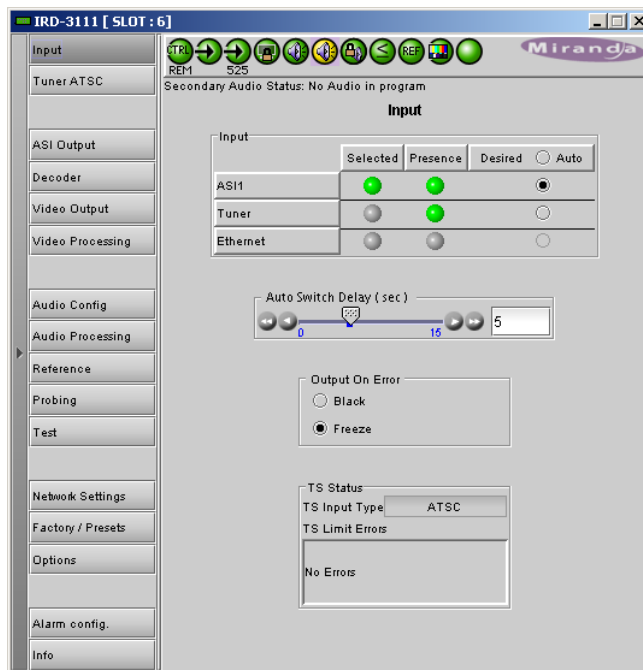 IRD-3111 [ SLOT : 6]
Input
Tuner ATSC
ASI Output
Decoder
Video Output
Video Processing
Audio Config
Audio Processing
Reference
Probing
Test
Network Settings
Factory / Presets
Options
Alarm config.
Info
CTRL
REF
REM
525
Miranda
Secondary Audio Status: No Audio in program
Input
Input
Selected Presence Desired Auto
ASI1
Tuner
Ethernet
Auto Switch Delay ( sec )
0 15 5
Output On Error
Black
Freeze
TS Status
TS Input Type ATSC
TS Limit Errors
No Errors